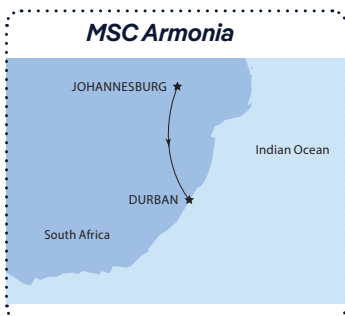 MSC Armonia
JOHANNESBURG
Indian Ocean
DURBAN
South Africa